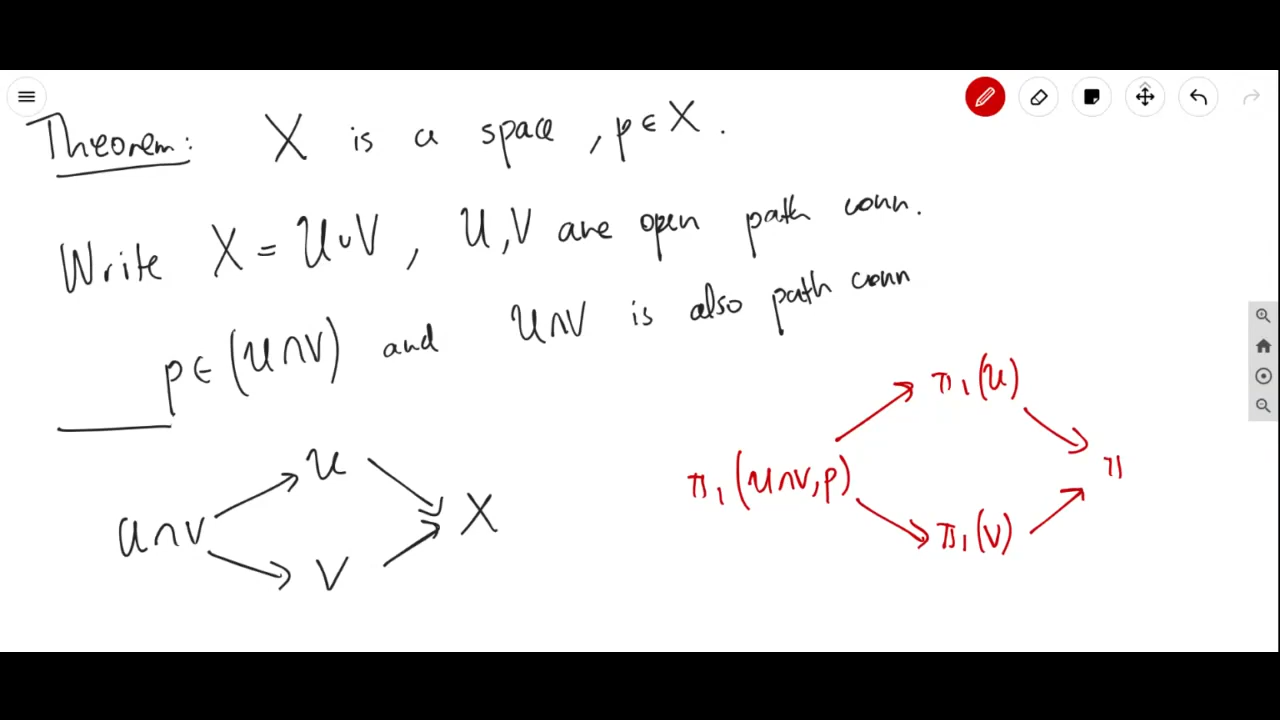 Theorem: X is a space, p ∈ X.
Write X = U ∪ V, U, V are open path conn.
p ∈ (U ∩ V) and U ∩ V is also path conn
U ∩ V → U → X
U ∩ V → V → X
π₁(U ∩ V, p) → π₁(U) → π
π₁(U ∩ V, p) → π₁(V) → π